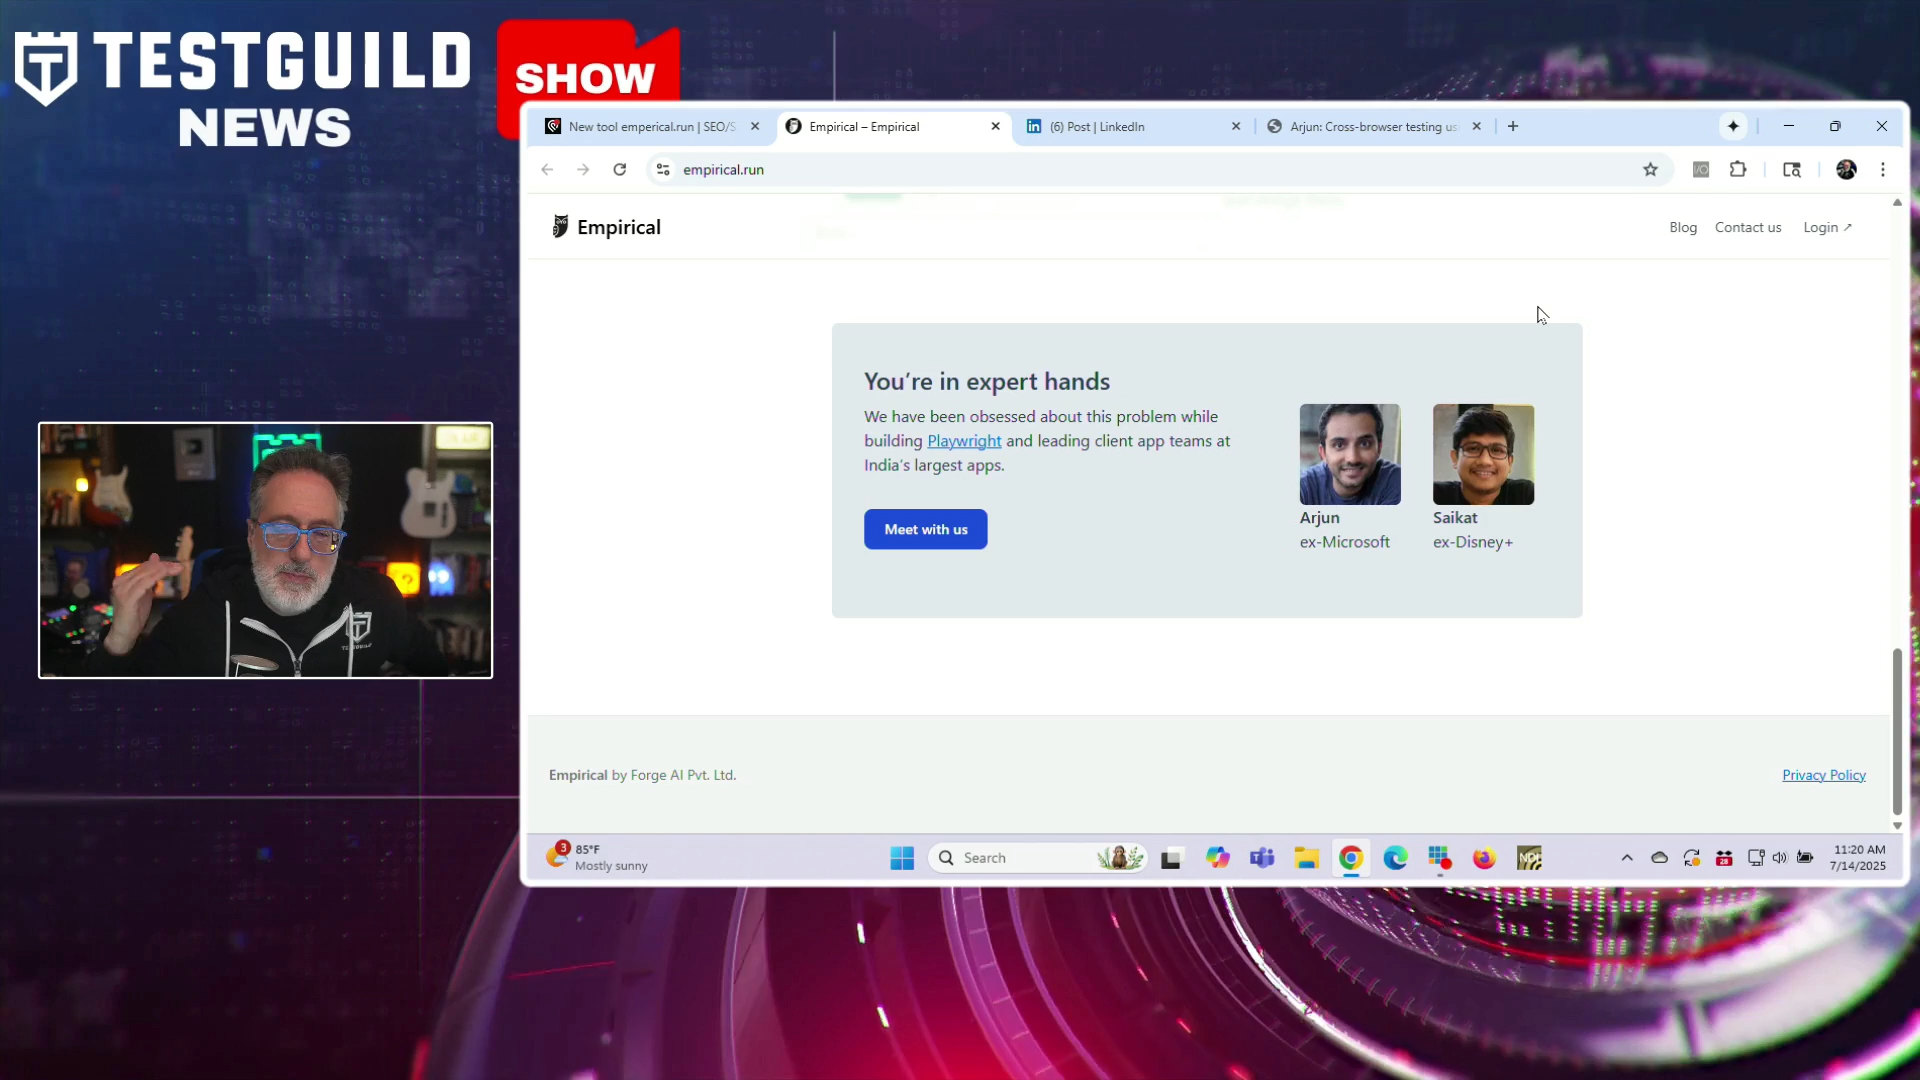 TESTGUILD
NEWS
SHOW
New tool emperical.run | SEO/S
Empirical – Empirical
(6) Post | LinkedIn
Arjun: Cross-browser testing us
empirical.run
Empirical
Blog
Contact us
Login ↗
You're in expert hands
We have been obsessed about this problem while
building Playwright and leading client app teams at
India's largest apps.
Meet with us
Arjun
ex-Microsoft
Saikat
ex-Disney+
Empirical by Forge AI Pvt. Ltd.
Privacy Policy
3
85°F
Mostly sunny
Search
NDI
28
11:20 AM
7/14/2025